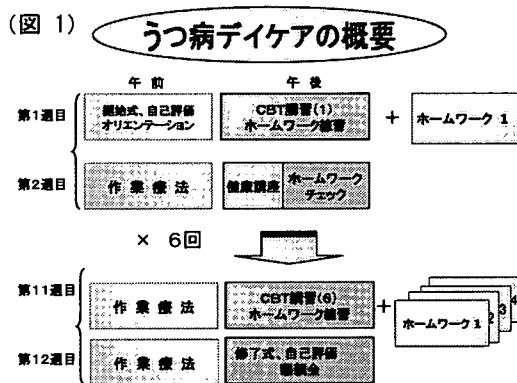 (図 1)
うつ病デイケアの概要
午 前
午 後
第1週目
開始式、自己評価
オリエンテーション
CBT講習(1)
ホームワーク練習
+
ホームワーク 1
第2週目
作 業 療 法
健康講座
ホームワーク
チェック
× 6回
第11週目
作 業 療 法
CBT講習(6)
ホームワーク練習
+
ホームワーク 1
2
3
4
第12週目
作 業 療 法
修了式、自己評価
懇親会